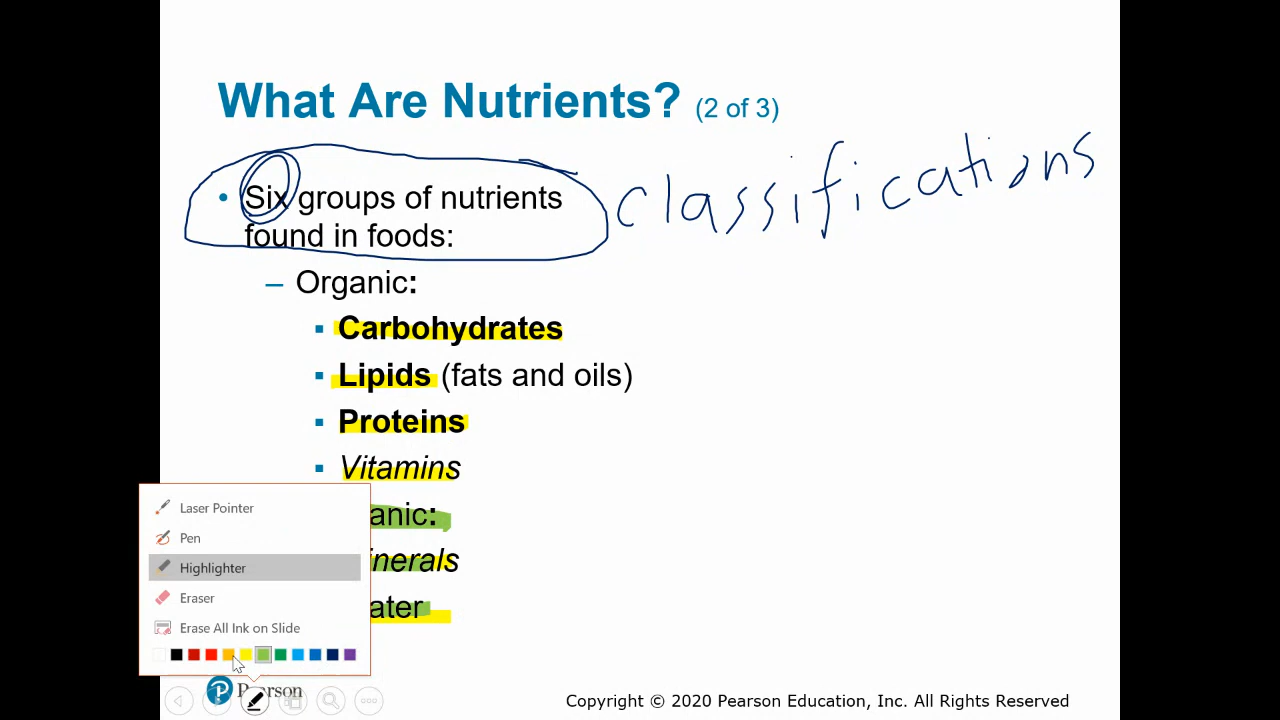 What Are Nutrients? (2 of 3)
classifications
• Six groups of nutrients
found in foods:
– Organic:
▪ Carbohydrates
▪ Lipids (fats and oils)
▪ Proteins
▪ Vitamins
anic:
inerals
ater
Laser Pointer
Pen
Highlighter
Eraser
Erase All Ink on Slide
P earson
Copyright © 2020 Pearson Education, Inc. All Rights Reserved